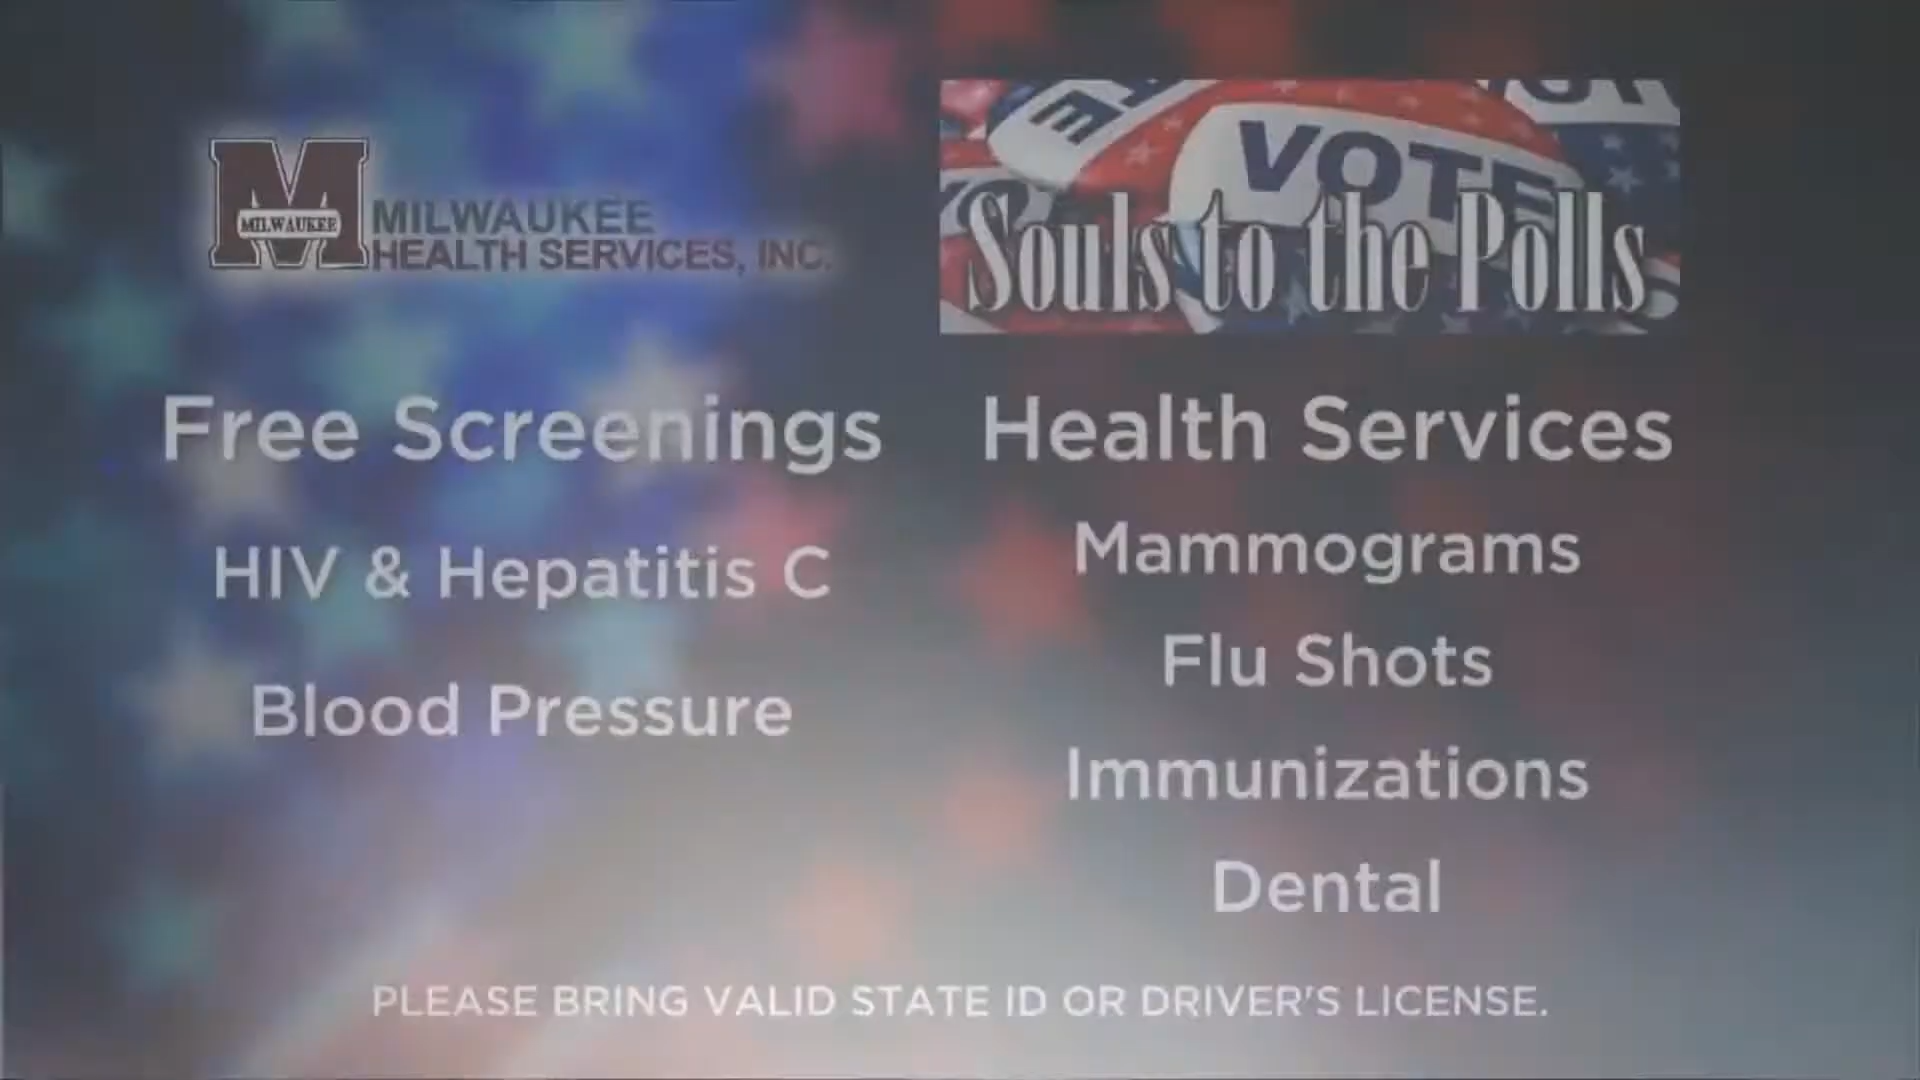 MILWAUKEE
MILWAUKEE
HEALTH SERVICES, INC.
VOTE
Souls to the Polls
Free Screenings
HIV & Hepatitis C
Blood Pressure
Health Services
Mammograms
Flu Shots
Immunizations
Dental
PLEASE BRING VALID STATE ID OR DRIVER'S LICENSE.